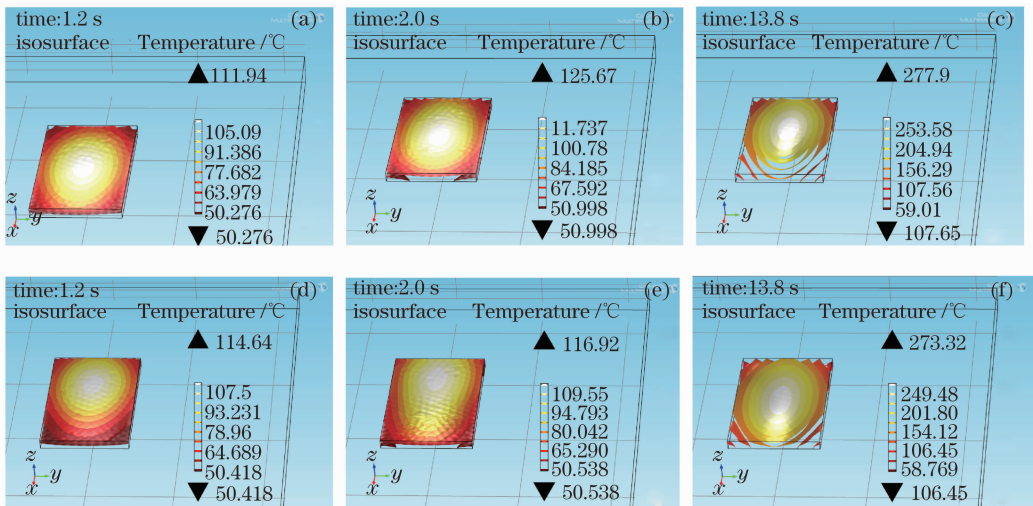 time:1.2 s (a)
isosurface Temperature /℃
▲ 111.94
105.09
91.386
77.682
63.979
50.276
▼ 50.276
z
y
x
time:2.0 s (b)
isosurface Temperature /℃
▲ 125.67
11.737
100.78
84.185
67.592
50.998
▼ 50.998
z
y
x
time:13.8 s (c)
isosurface Temperature /℃
▲ 277.9
253.58
204.94
156.29
107.56
59.01
▼ 107.65
z
y
x
time:1.2 s (d)
isosurface Temperature /℃
▲ 114.64
107.5
93.231
78.96
64.689
50.418
▼ 50.418
z
y
x
time:2.0 s (e)
isosurface Temperature /℃
▲ 116.92
109.55
94.793
80.042
65.290
50.538
▼ 50.538
z
y
x
time:13.8 s (f)
isosurface Temperature /℃
▲ 273.32
249.48
201.80
154.12
106.45
58.769
▼ 106.45
z
y
x